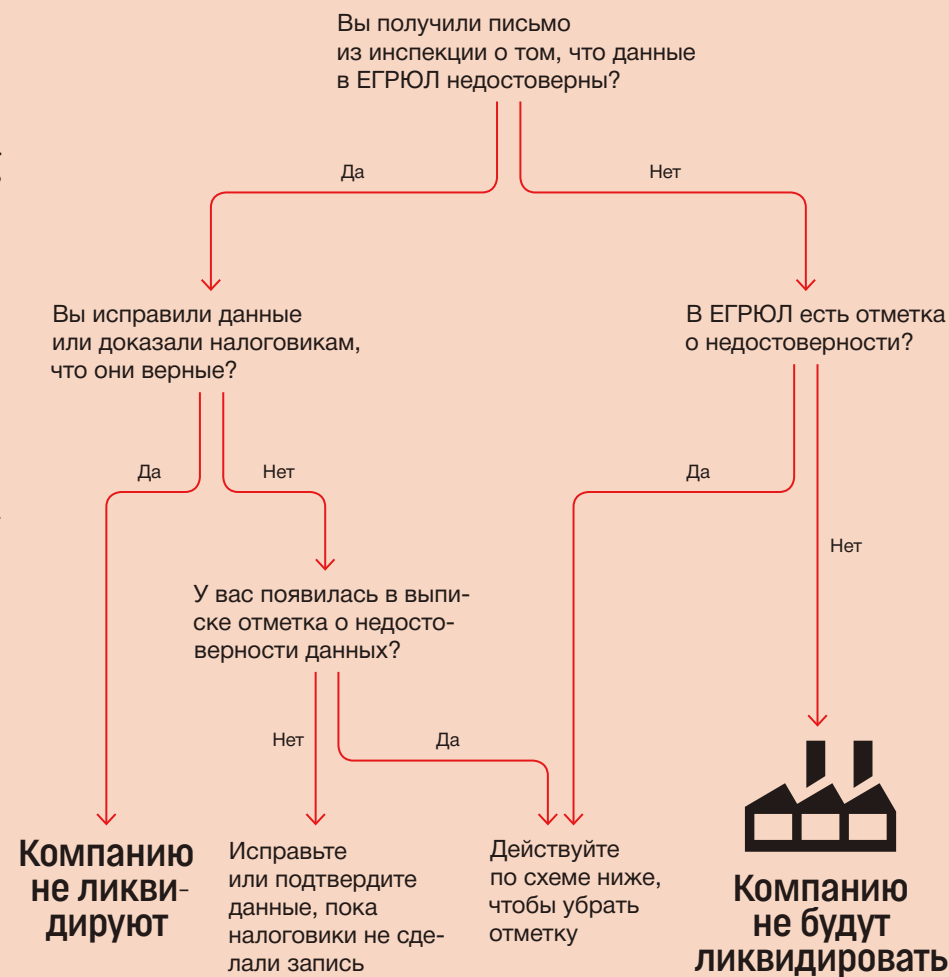 Вы получили письмо
из инспекции о том, что данные
в ЕГРЮЛ недостоверны?
Да
Нет
Вы исправили данные
или доказали налоговикам,
что они верные?
В ЕГРЮЛ есть отметка
о недостоверности?
Да
Нет
Да
Нет
У вас появилась в выпи-
ске отметка о недосто-
верности данных?
Нет
Да
Компанию
не ликви-
дируют
Исправьте
или подтвердите
данные, пока
налоговики не сде-
лали запись
Действуйте
по схеме ниже,
чтобы убрать
отметку
Компанию
не будут
ликвидировать